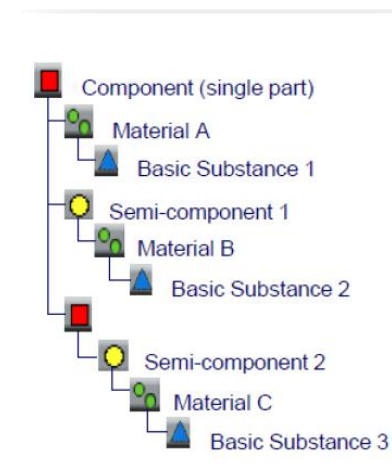 Component (single part)
Material A
Basic Substance 1
Semi-component 1
Material B
Basic Substance 2
Semi-component 2
Material C
Basic Substance 3